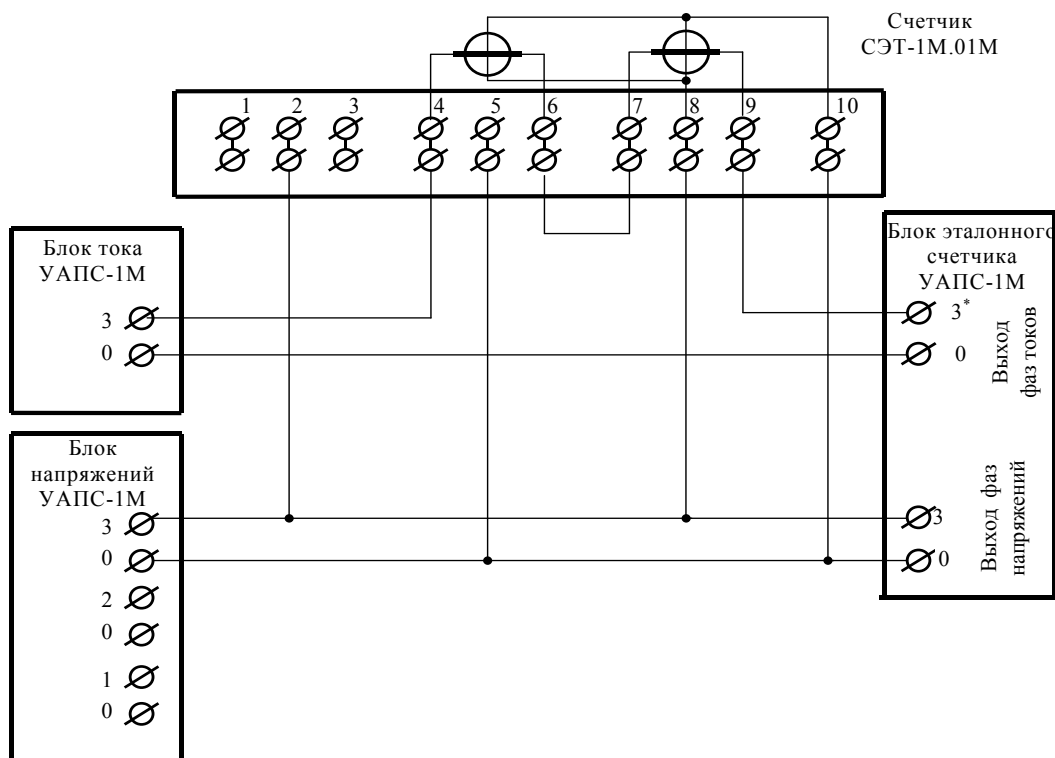 Счетчик
СЭТ-1М.01М
1 2 3 4 5 6 7 8 9 10
Блок тока
УАПС-1М
3
0
Блок эталонного
счетчика
УАПС-1М
3*
0
Выход
фаз токов
Блок
напряжений
УАПС-1М
3
0
2
0
1
0
3
0
Выход фаз
напряжений